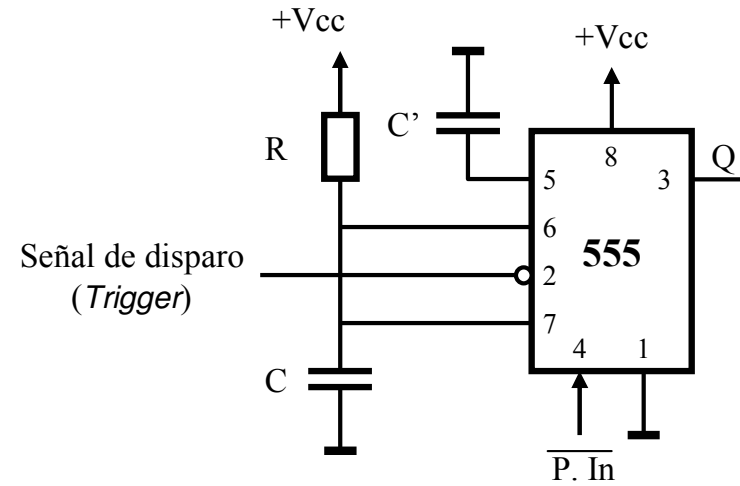 +Vcc
+Vcc
C’
R
8
Q
5
3
6
555
Señal de disparo
(Trigger)
2
7
4
1
C
P. In